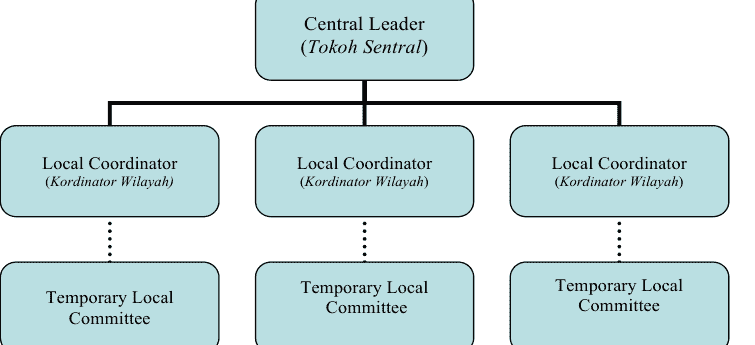 Central Leader
(Tokoh Sentral)
Local Coordinator
(Kordinator Wilayah)
Local Coordinator
(Kordinator Wilayah)
Local Coordinator
(Kordinator Wilayah)
Temporary Local
Committee
Temporary Local
Committee
Temporary Local
Committee